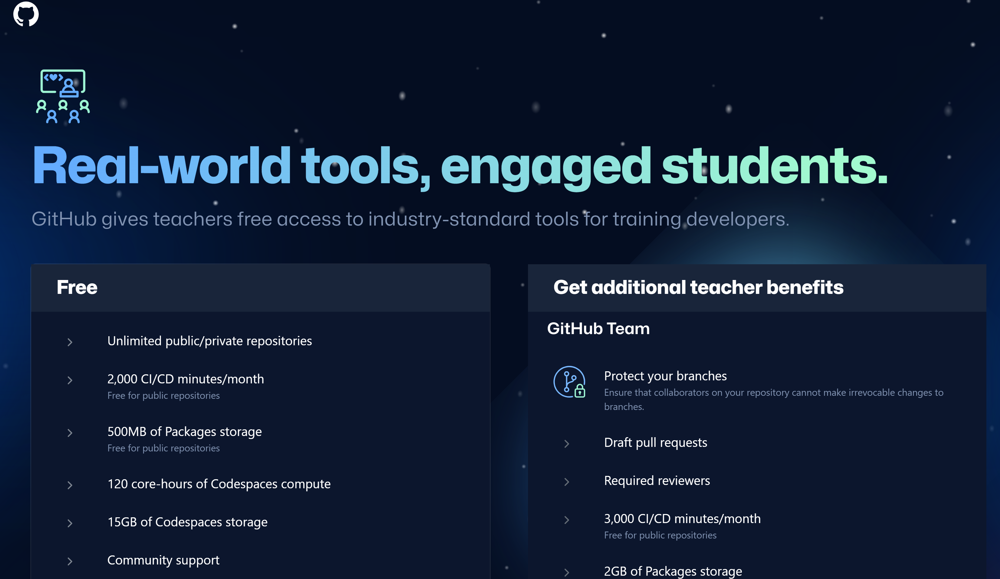 Real-world tools, engaged students.
GitHub gives teachers free access to industry-standard tools for training developers.
Free
Unlimited public/private repositories
2,000 CI/CD minutes/month
Free for public repositories
500MB of Packages storage
Free for public repositories
120 core-hours of Codespaces compute
15GB of Codespaces storage
Community support
Get additional teacher benefits
GitHub Team
Protect your branches
Ensure that collaborators on your repository cannot make irrevocable changes to
branches.
Draft pull requests
Required reviewers
3,000 CI/CD minutes/month
Free for public repositories
2GB of Packages storage